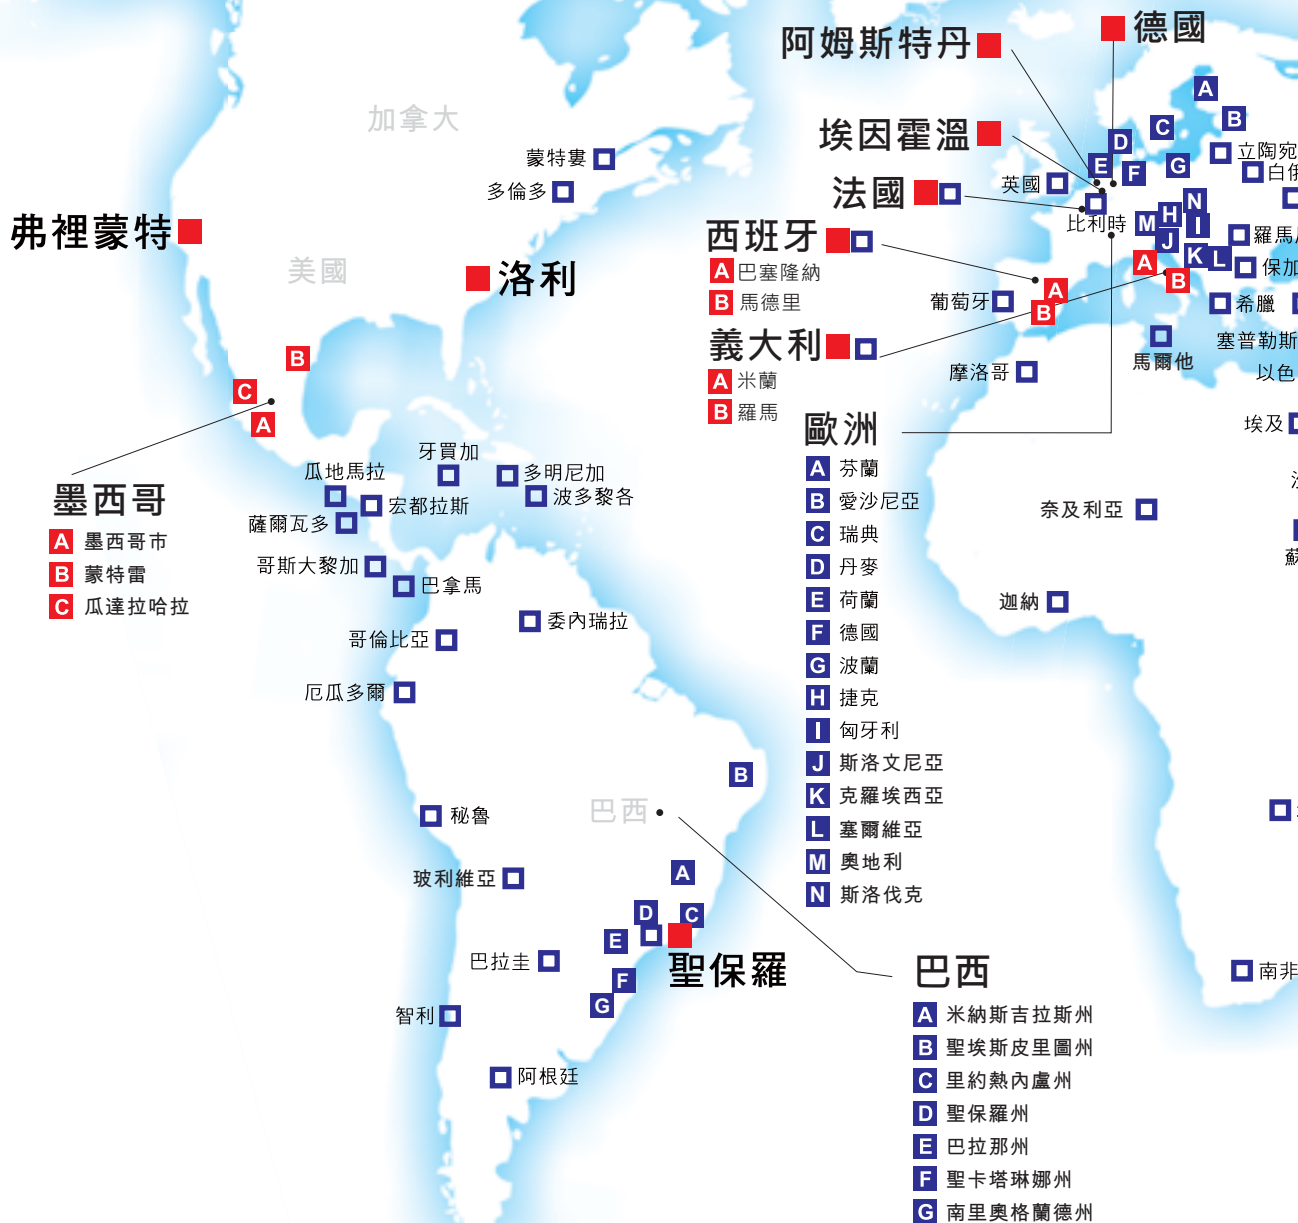 加拿大
蒙特婁
多倫多
弗裡蒙特
美國
洛利
B
C
A
墨西哥
A 墨西哥市
B 蒙特雷
C 瓜達拉哈拉
牙買加
瓜地馬拉
多明尼加
宏都拉斯
波多黎各
薩爾瓦多
哥斯大黎加
巴拿馬
委內瑞拉
哥倫比亞
厄瓜多爾
B
巴西
秘魯
A
玻利維亞
D
C
E
巴拉圭
聖保羅
F
G
智利
阿根廷
阿姆斯特丹
德國
埃因霍溫
法國
西班牙
A 巴塞隆納
B 馬德里
義大利
A 米蘭
B 羅馬
A
B
C
D
立陶宛
E
F
G
英國
N
比利時
M
H
I
J
K
L
A
B
保加
葡萄牙
A
B
希臘
馬爾他
塞普勒斯
摩洛哥
以色
埃及
奈及利亞
迦納
南非
歐洲
A 芬蘭
B 愛沙尼亞
C 瑞典
D 丹麥
E 荷蘭
F 德國
G 波蘭
H 捷克
I 匈牙利
J 斯洛文尼亞
K 克羅埃西亞
L 塞爾維亞
M 奧地利
N 斯洛伐克
巴西
A 米納斯吉拉斯州
B 聖埃斯皮里圖州
C 里約熱內盧州
D 聖保羅州
E 巴拉那州
F 聖卡塔琳娜州
G 南里奧格蘭德州